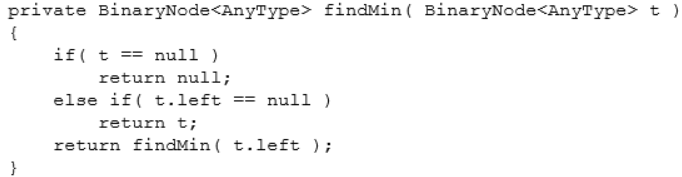 private BinaryNode<AnyType> findMin( BinaryNode<AnyType> t )
{
    if( t == null )
        return null;
    else if( t.left == null )
        return t;
    return findMin( t.left );
}